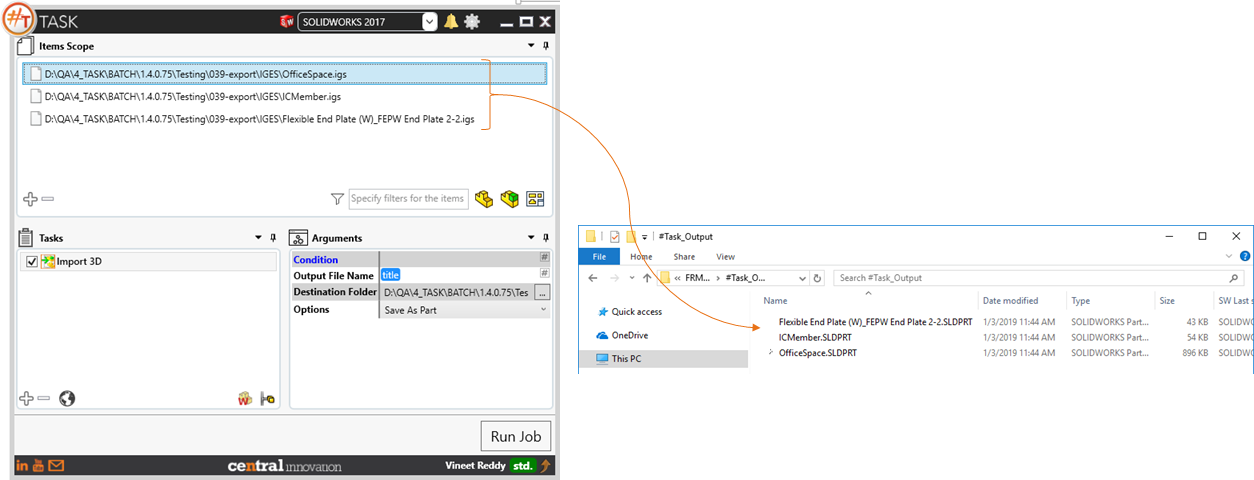 #T TASK
SOLIDWORKS 2017
Items Scope
D:\QA\4_TASK\BATCH\1.4.0.75\Testing\039-export\IGES\OfficeSpace.igs
D:\QA\4_TASK\BATCH\1.4.0.75\Testing\039-export\IGES\ICMember.igs
D:\QA\4_TASK\BATCH\1.4.0.75\Testing\039-export\IGES\Flexible End Plate (W)_FEPW End Plate 2-2.igs
Specify filters for the items
Tasks
Import 3D
Arguments
Condition #
Output File Name title #
Destination Folder D:\QA\4_TASK\BATCH\1.4.0.75\Tes ...
Options Save As Part
Run Job
in You Tube
central innovation
Vineet Reddy std.
#Task_Output
File Home Share View
« FRM... > #Task_O...
Search #Task_Output
Quick access
OneDrive
This PC
Name Date modified Type Size SW Last s
Flexible End Plate (W)_FEPW End Plate 2-2.SLDPRT 1/3/2019 11:44 AM SOLIDWORKS Part... 43 KB SOLIDWO
ICMember.SLDPRT 1/3/2019 11:44 AM SOLIDWORKS Part... 54 KB SOLIDWO
OfficeSpace.SLDPRT 1/3/2019 11:44 AM SOLIDWORKS Part... 896 KB SOLIDWO